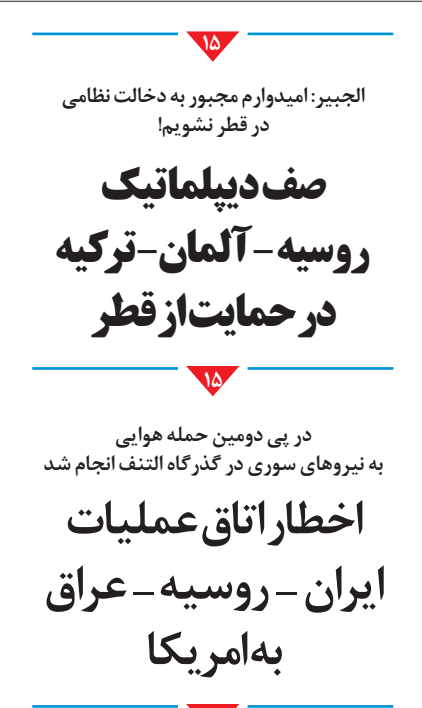 ۱۵
الجبیر: امیدوارم مجبور به دخالت نظامی
در قطر نشویم!
صف دیپلماتیک
روسیه - آلمان - ترکیه
در حمایت از قطر
۱۵
در پی دومین حمله هوایی
به نیروهای سوری در گذرگاه التنف انجام شد
اخطار اتاق عملیات
ایران - روسیه - عراق
به امریکا